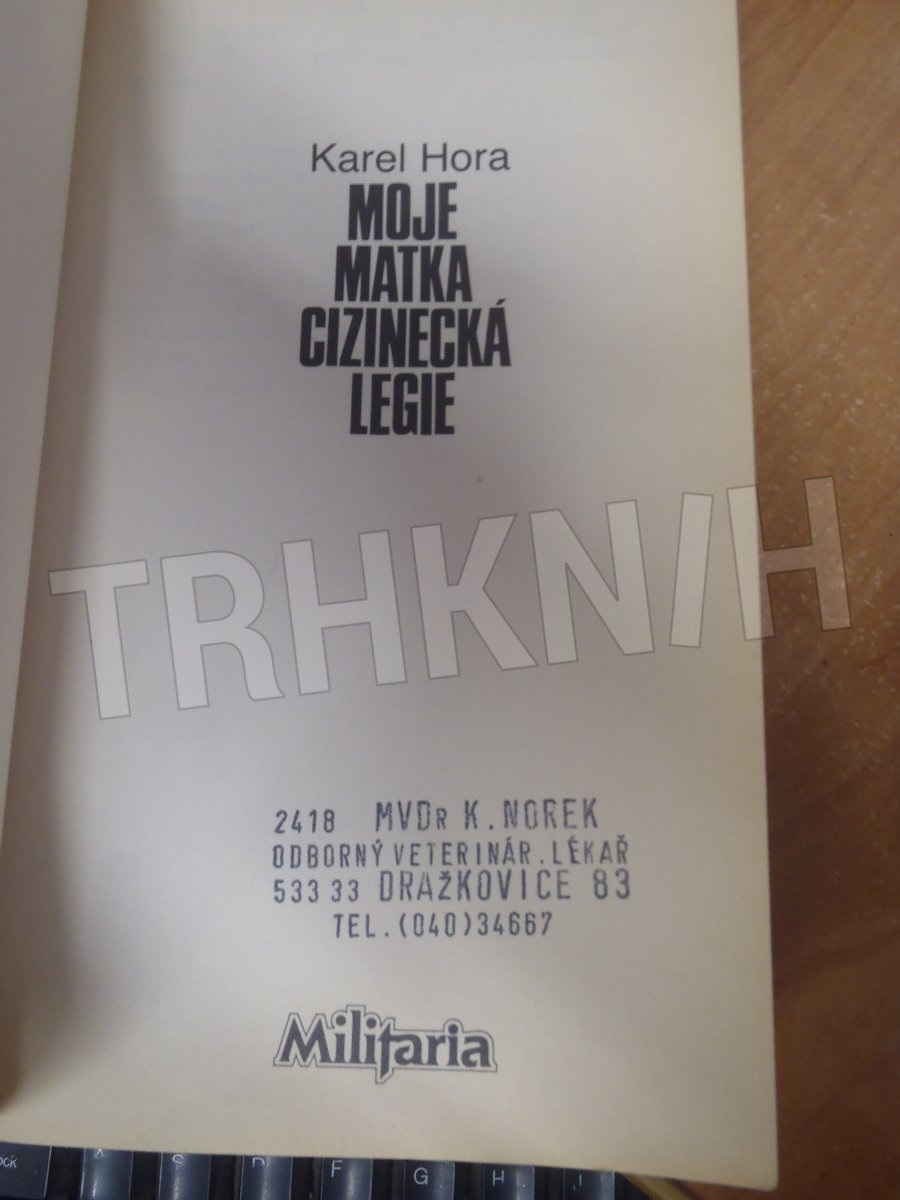 Karel Hora
MOJE
MATKA
CIZINECKÁ
LEGIE
TRHKNIH
2418 MVDR K. NOREK
ODBORNÝ VETERINÁR. LÉKAŘ
533 33 DRAŽKOVICE 83
TEL. (040)34667
Militaria
A S D F G H J